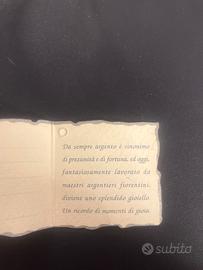 Da sempre argento è sinonimo
di preziosità e di fortuna, ed oggi,
fantasiosamente lavorato da
maestri argentieri fiorentini,
diviene uno splendido gioiello.
Un ricordo di momenti di gioia.
subito